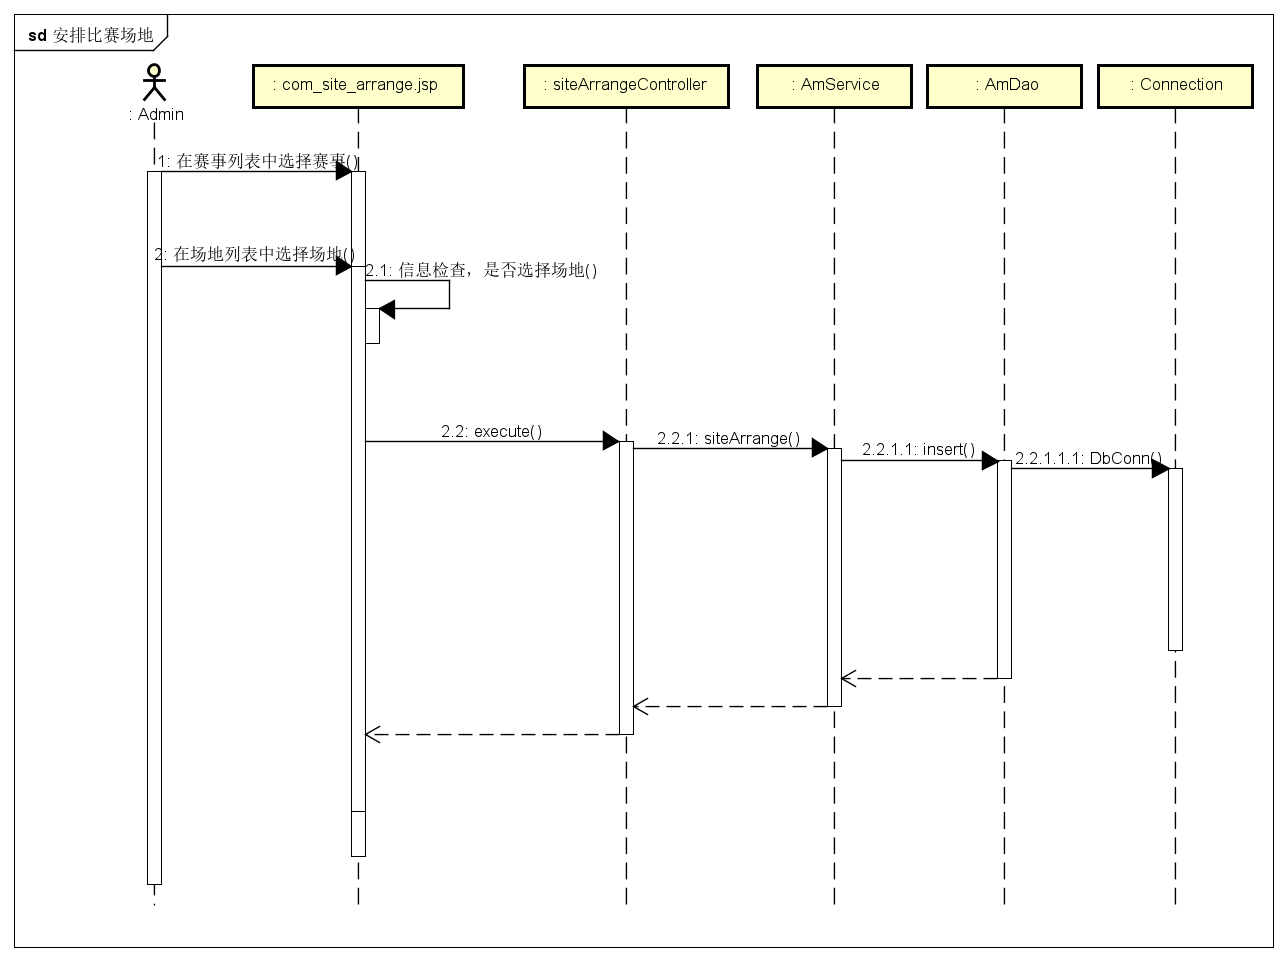 sd 安排比赛场地
: Admin
: com_site_arrange.jsp
: siteArrangeController
: AmService
: AmDao
: Connection
1: 在赛事列表中选择赛事()
2: 在场地列表中选择场地()
2.1: 信息检查，是否选择场地()
2.2: execute()
2.2.1: siteArrange()
2.2.1.1: insert()
2.2.1.1.1: DbConn()